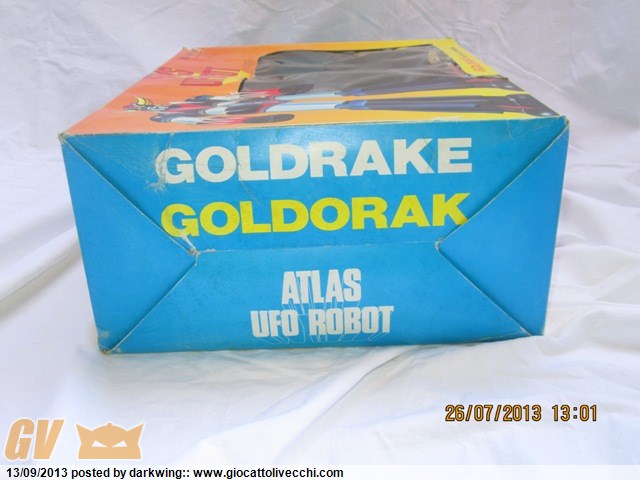 GOLDRAKE
GOLDORAK
ATLAS
UFO ROBOT
26/07/2013 13:01
GV
13/09/2013 posted by darkwing:: www.giocattolivecchi.com